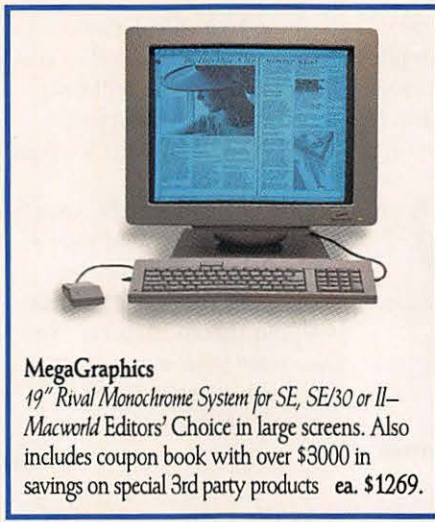 MegaGraphics
19" Rival Monochrome System for SE, SE/30 or II–
Macworld Editors' Choice in large screens. Also
includes coupon book with over $3000 in
savings on special 3rd party products ea. $1269.